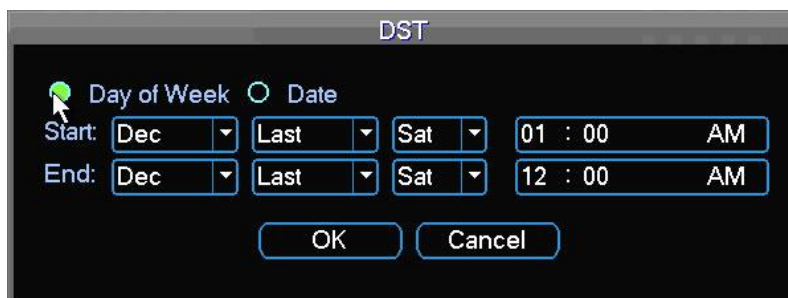 DST
Day of Week Date
Start: Dec Last Sat 01 : 00 AM
End: Dec Last Sat 12 : 00 AM
OK Cancel